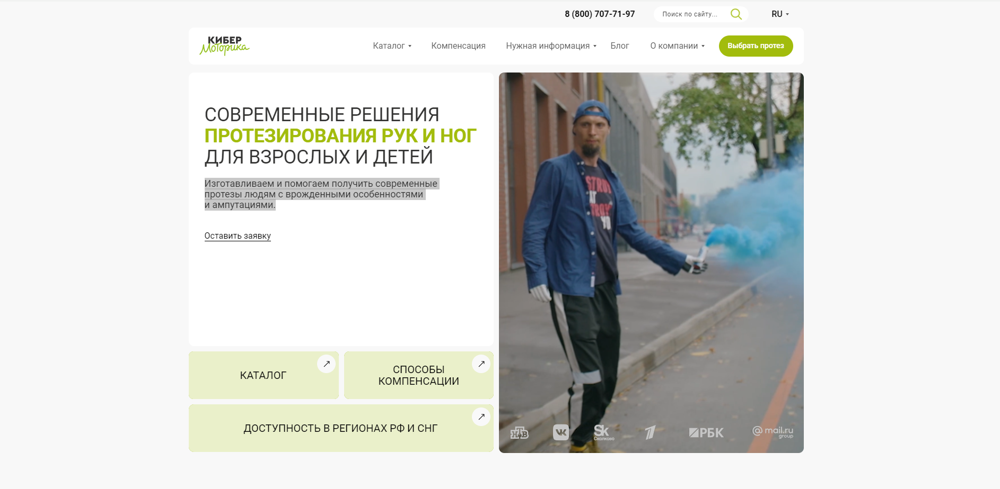 8 (800) 707-71-97
Поиск по сайту...
RU
КИБЕР
Моторика
Каталог
Компенсация
Нужная информация
Блог
О компании
Выбрать протез
СОВРЕМЕННЫЕ РЕШЕНИЯ
ПРОТЕЗИРОВАНИЯ РУК И НОГ
ДЛЯ ВЗРОСЛЫХ И ДЕТЕЙ
Изготавливаем и помогаем получить современные
протезы людям с врожденными особенностями
и ампутациями.
Оставить заявку
КАТАЛОГ
СПОСОБЫ
КОМПЕНСАЦИИ
ДОСТУПНОСТЬ В РЕГИОНАХ РФ И СНГ
НТВ
VK
Sk
Сколково
1
РБК
@mail.ru
group